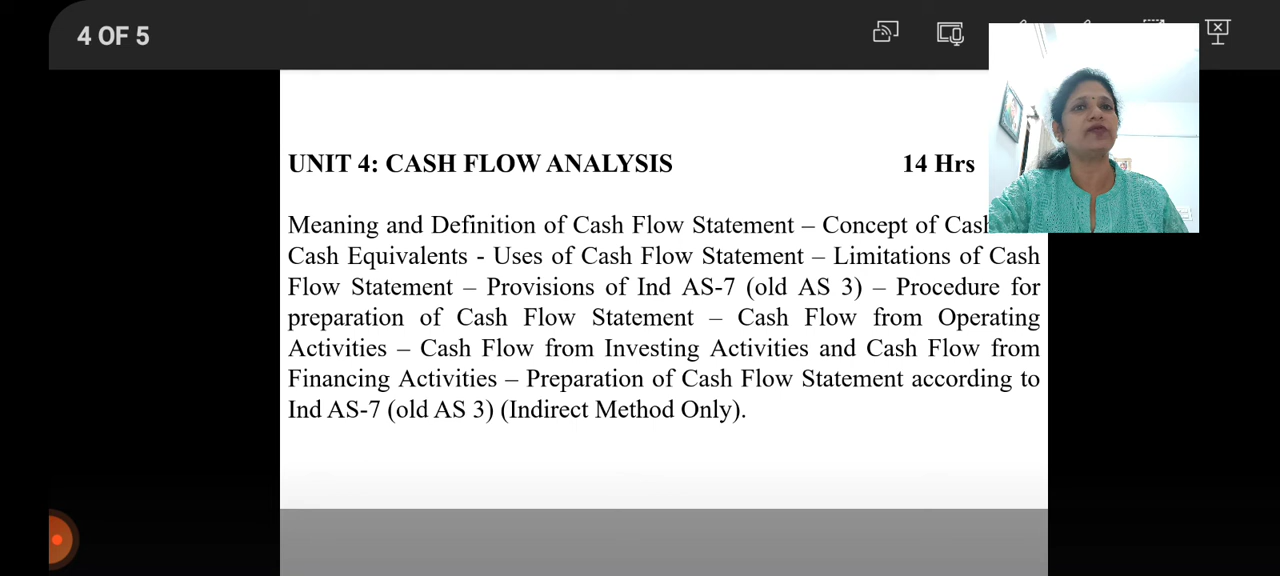 4 OF 5
UNIT 4: CASH FLOW ANALYSIS 14 Hrs
Meaning and Definition of Cash Flow Statement – Concept of Cash
Cash Equivalents - Uses of Cash Flow Statement – Limitations of Cash
Flow Statement – Provisions of Ind AS-7 (old AS 3) – Procedure for
preparation of Cash Flow Statement – Cash Flow from Operating
Activities – Cash Flow from Investing Activities and Cash Flow from
Financing Activities – Preparation of Cash Flow Statement according to
Ind AS-7 (old AS 3) (Indirect Method Only).